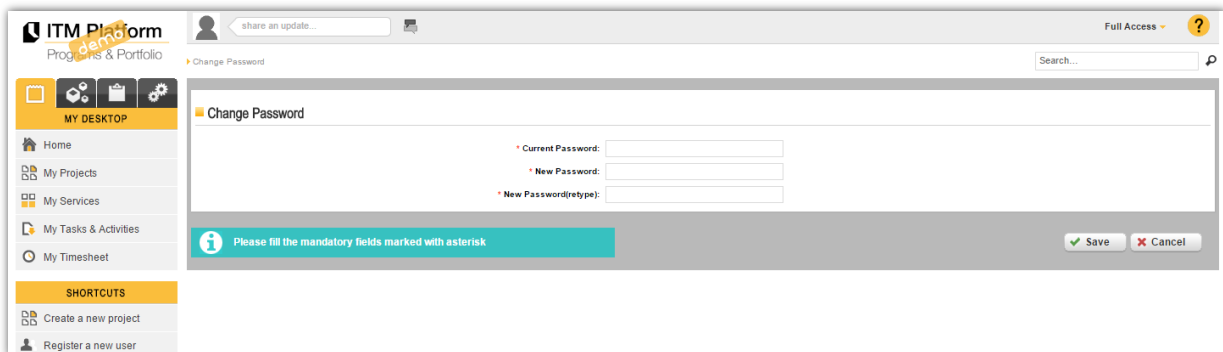 ITM Platform
demo
Programs & Portfolio
share an update...
Full Access
?
Change Password
Search...
MY DESKTOP
Home
My Projects
My Services
My Tasks & Activities
My Timesheet
SHORTCUTS
Create a new project
Register a new user
Change Password
* Current Password:
* New Password:
* New Password(retype):
Please fill the mandatory fields marked with asterisk
Save
Cancel